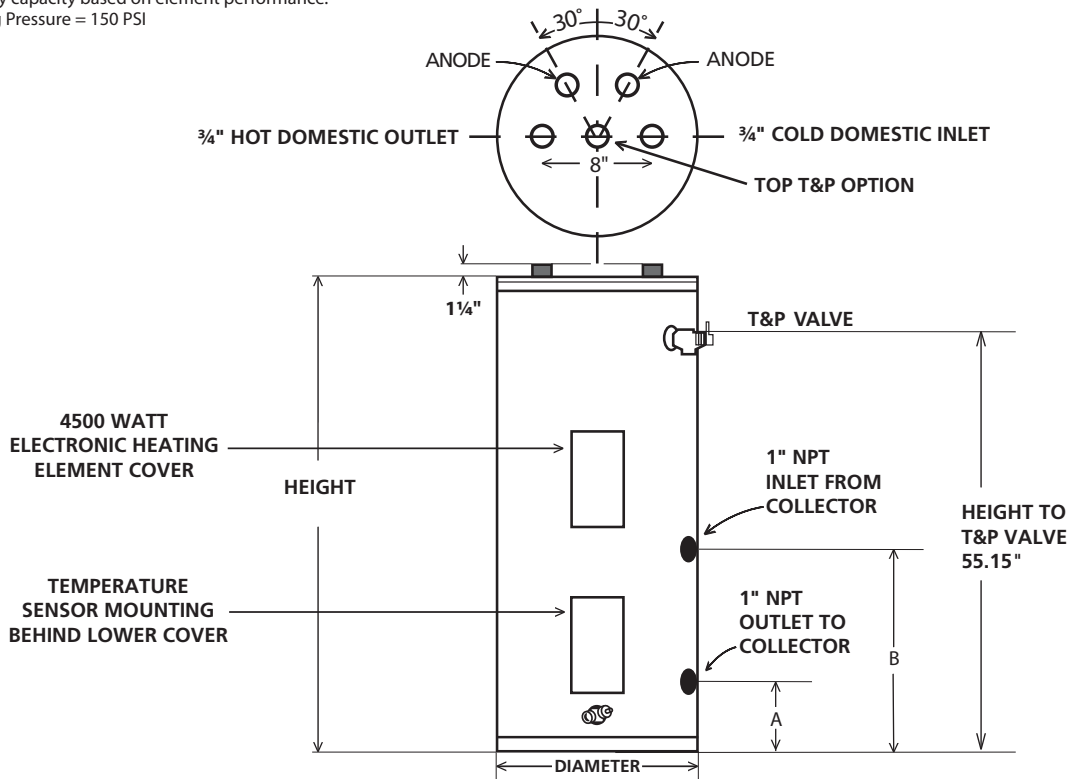 capacity based on element performance.
Pressure = 150 PSI
30° 30°
ANODE
ANODE
¾" HOT DOMESTIC OUTLET
¾" COLD DOMESTIC INLET
8"
TOP T&P OPTION
1¼"
T&P VALVE
4500 WATT
ELECTRONIC HEATING
ELEMENT COVER
HEIGHT
1" NPT
INLET FROM
COLLECTOR
HEIGHT TO
T&P VALVE
55.15"
TEMPERATURE
SENSOR MOUNTING
BEHIND LOWER COVER
1" NPT
OUTLET TO
COLLECTOR
B
A
DIAMETER